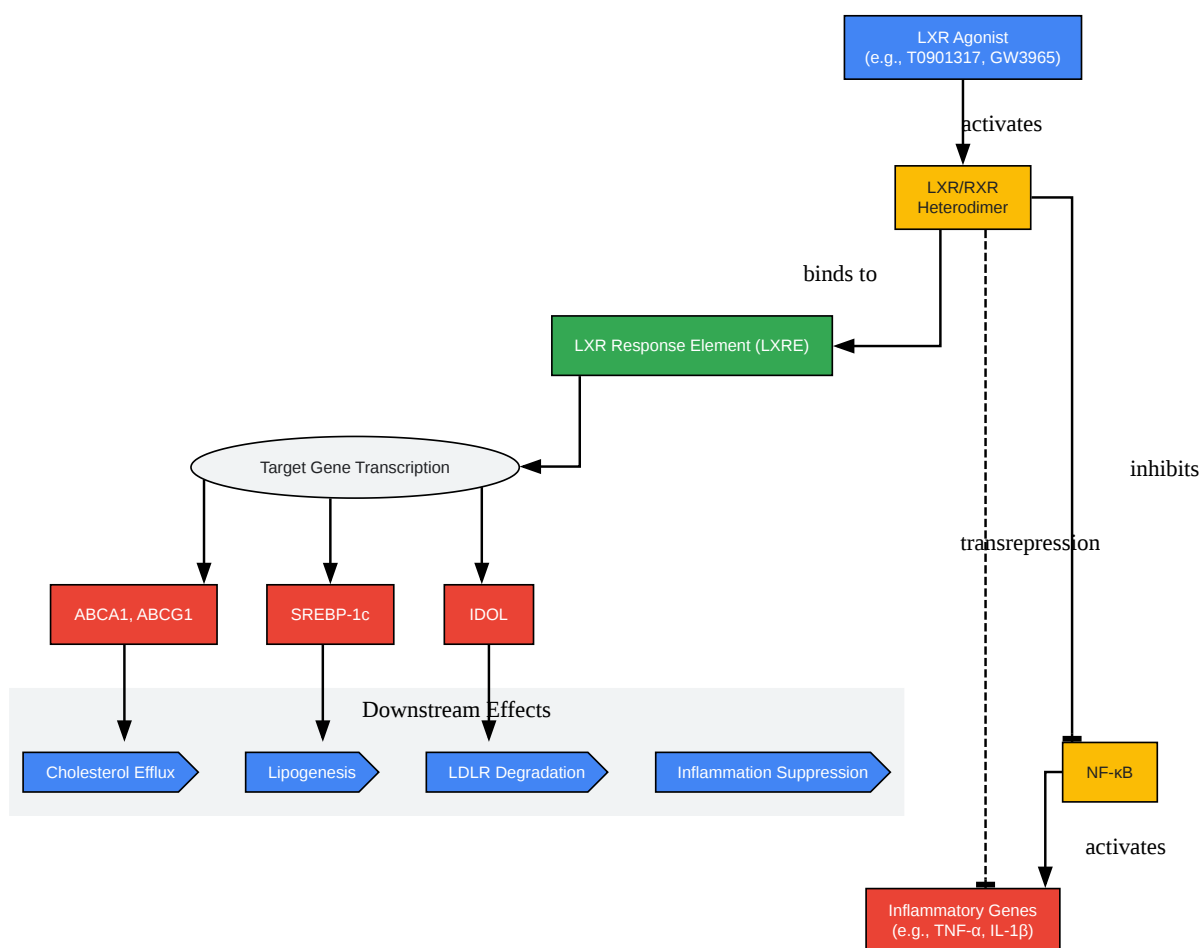 LXR Agonist
(e.g., T0901317, GW3965)
activates
LXR/RXR
Heterodimer
binds to
LXR Response Element (LXRE)
Target Gene Transcription
inhibits
transrepression
ABCA1, ABCG1
SREBP-1c
IDOL
Downstream Effects
Cholesterol Efflux
Lipogenesis
LDLR Degradation
Inflammation Suppression
NF-κB
activates
Inflammatory Genes
(e.g., TNF-α, IL-1β)